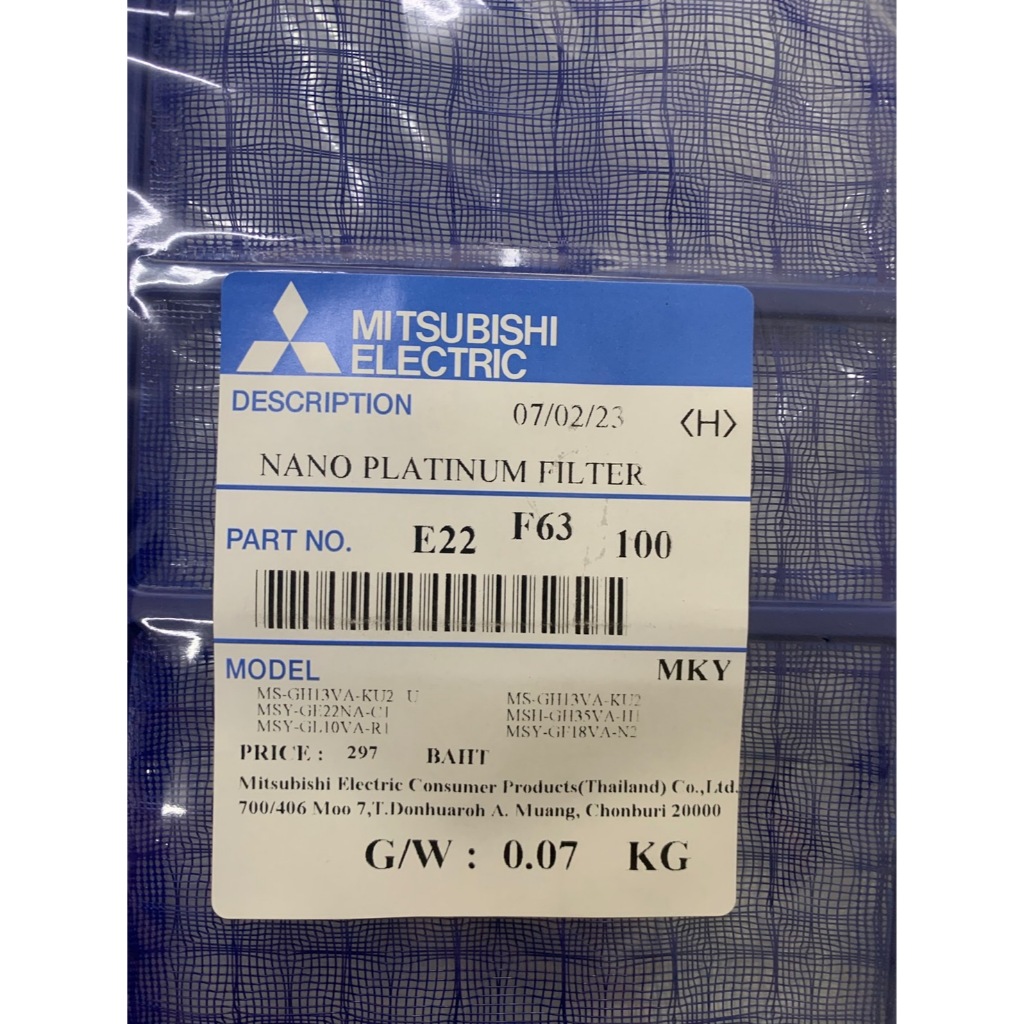 MITSUBISHI
ELECTRIC
DESCRIPTION 07/02/23 〈H〉
NANO PLATINUM FILTER
PART NO. E22 F63 100
MODEL MKY
MS-GH13VA-KU2 U MS-GH13VA-KU2
MSY-GE22NA-C1 MSH-GH35VA-H1
MSY-GL10VA-R1 MSY-GF18VA-N2
PRICE : 297 BAHT
Mitsubishi Electric Consumer Products(Thailand) Co.,Ltd.
700/406 Moo 7,T.Donhuaroh A. Muang, Chonburi 20000
G/W : 0.07 KG